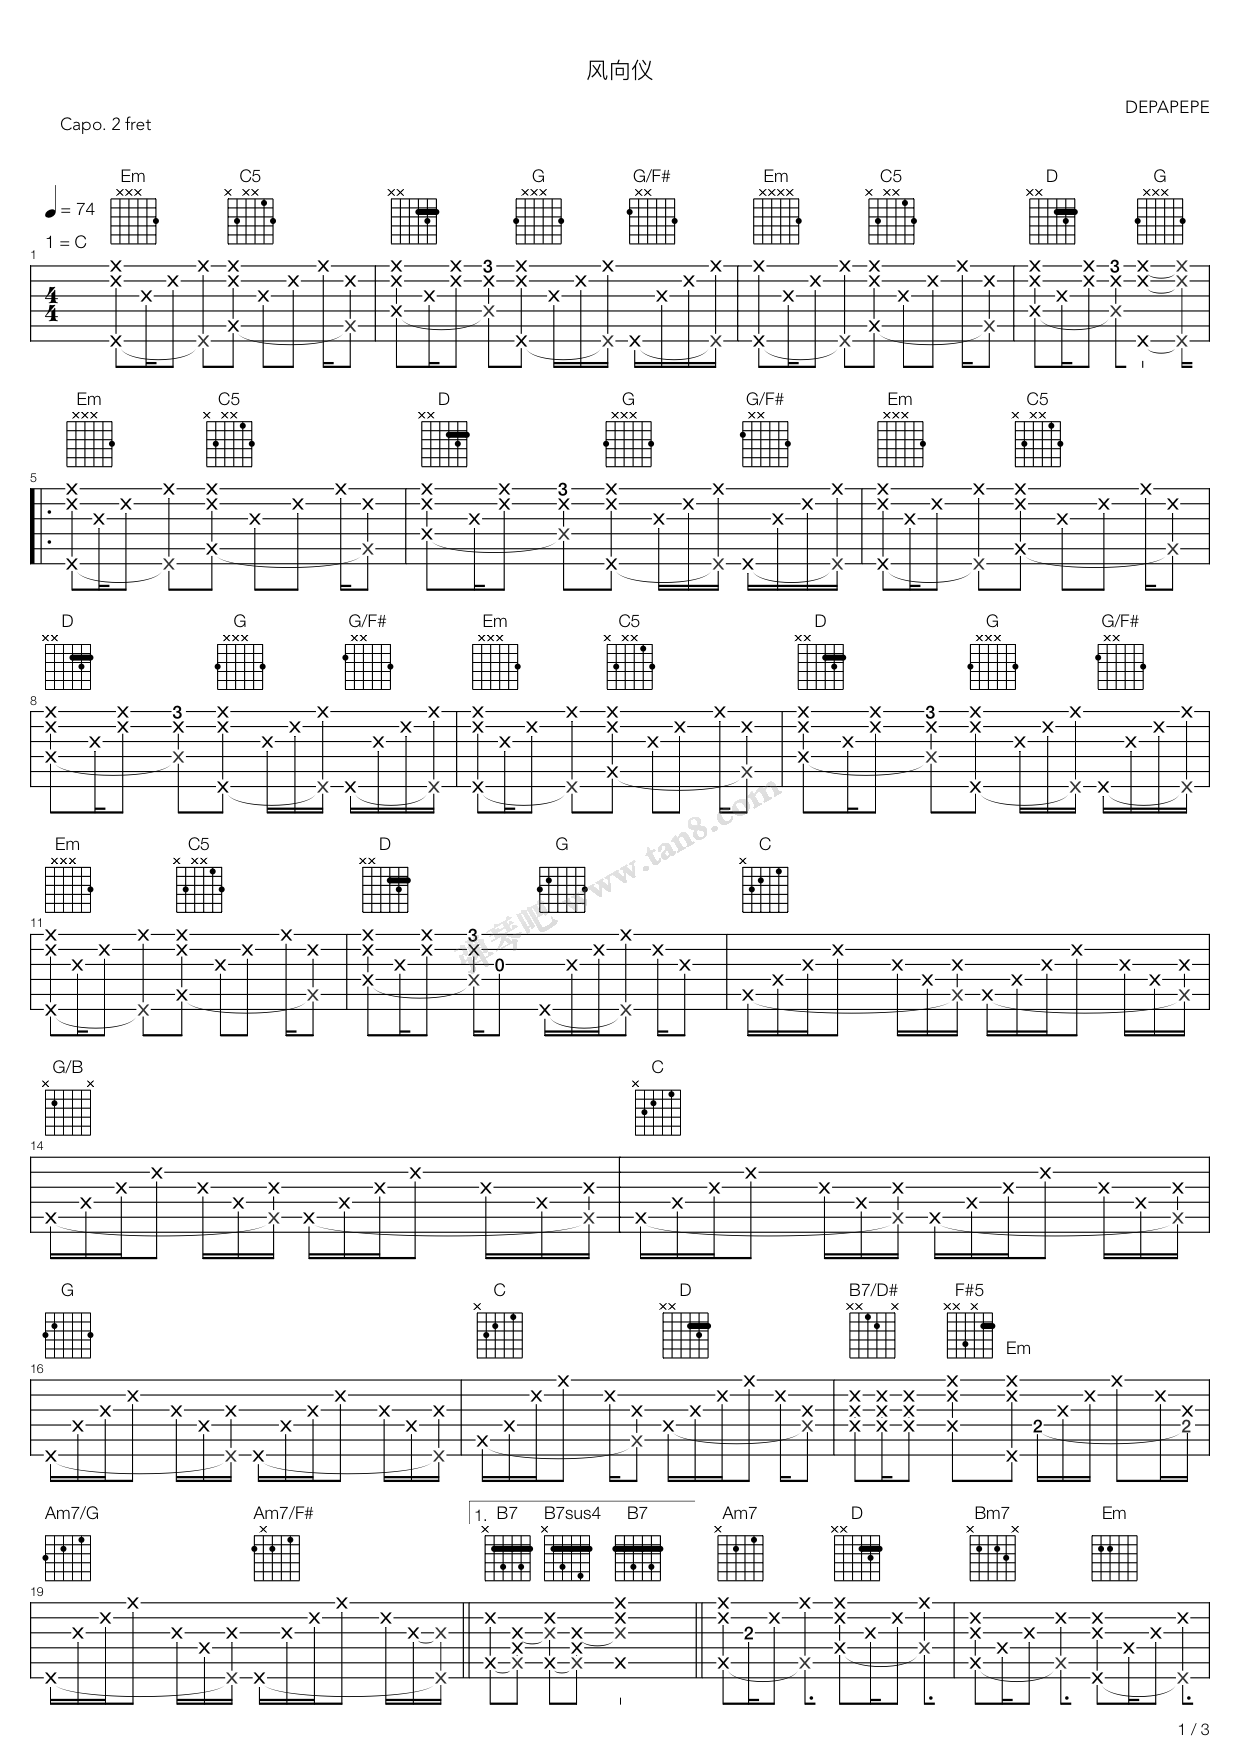 风向仪
DEPAPEPE
Capo. 2 fret
Em C5 G G/F# Em C5 D G
= 74
1 = C
1
3 3
4
4
Em C5 D G G/F# Em C5
5
3
D G G/F# Em C5 D G G/F#
8
3 3
Em C5 D G C
11
3
0
弹琴吧 www.tan8.com
G/B C
14
G C D B7/D# F#5
Em
16
2 2
Am7/G Am7/F# 1. B7 B7sus4 B7 Am7 D Bm7 Em
19
2
1 / 3